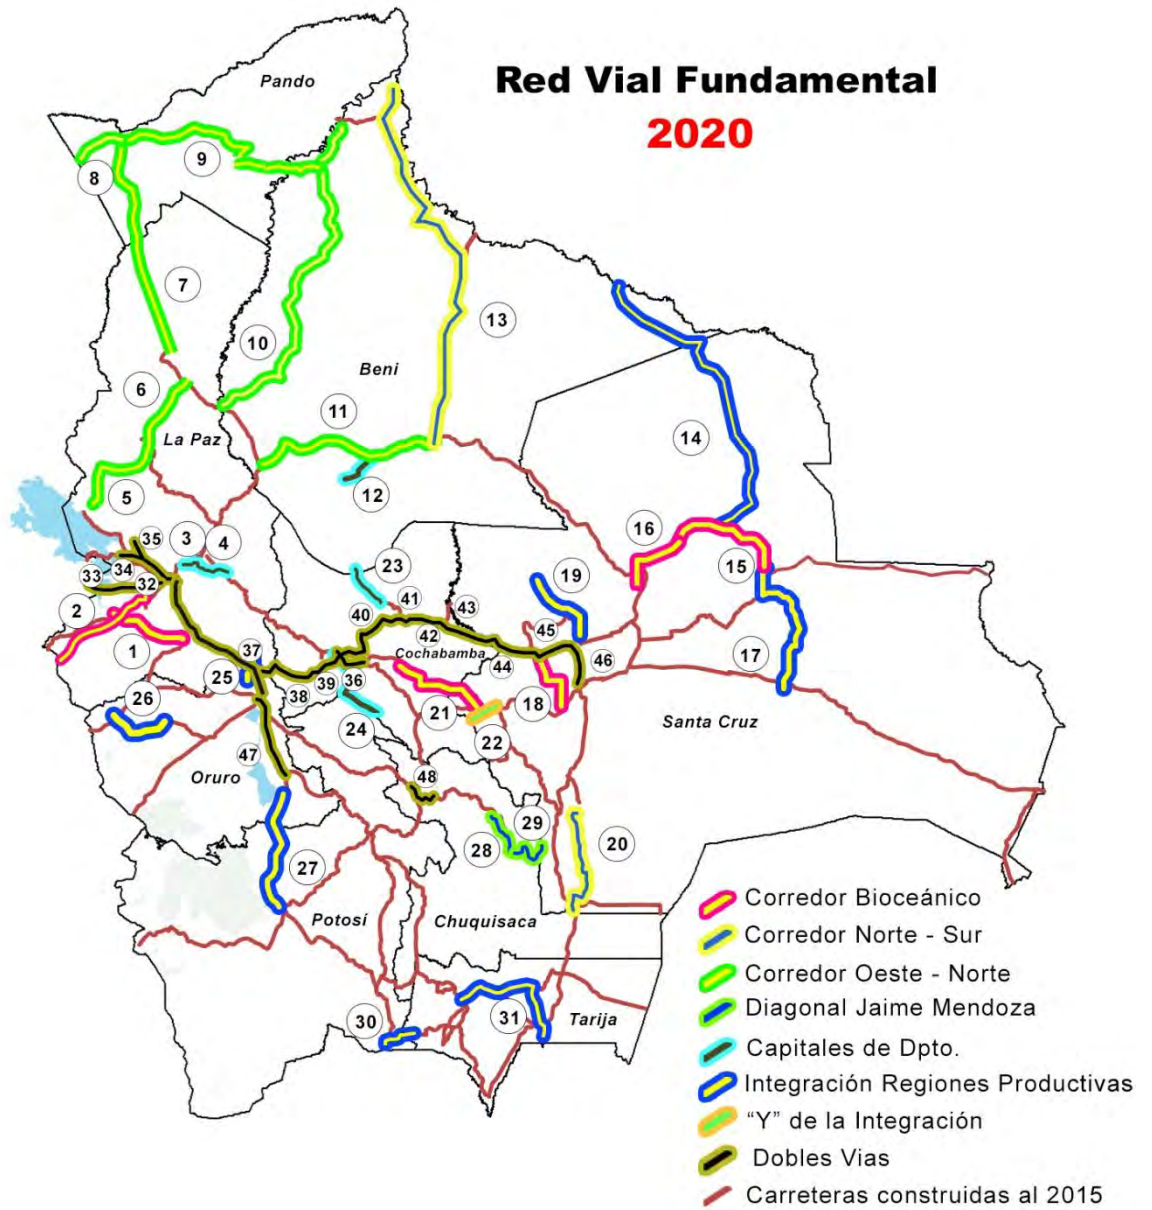 Red Vial Fundamental
2020
Pando
9
8
7
13
10
Beni
6
11
14
La Paz
12
5
16
35
3
4
34
23
19
15
33
32
41
43
2
40
42
45
Cochabamba
1
37
44
46
17
25
38
39
36
26
21
18
24
22
Santa Cruz
47
Oruro
48
29
28
20
27
Potosí
Chuquisaca
30
31
Tarija
Corredor Bioceánico
Corredor Norte - Sur
Corredor Oeste - Norte
Diagonal Jaime Mendoza
Capitales de Dpto.
Integración Regiones Productivas
“Y” de la Integración
Dobles Vias
Carreteras construidas al 2015